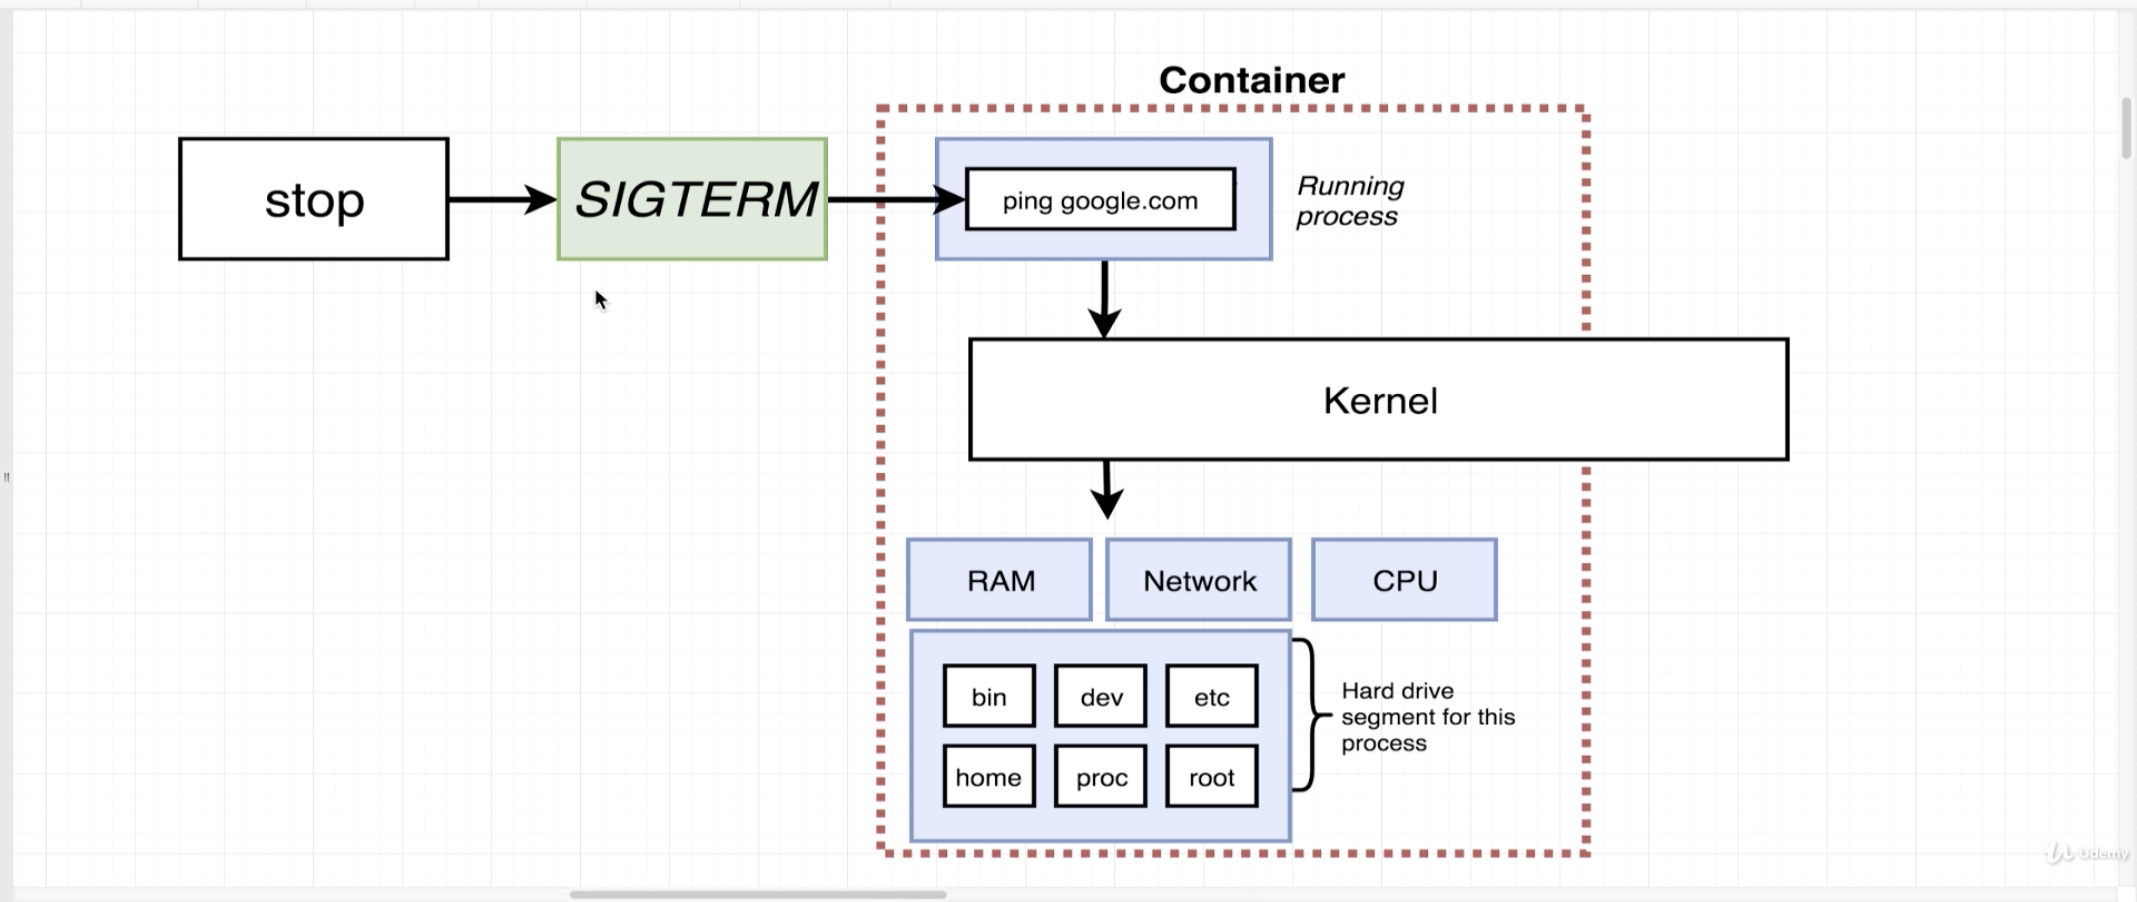 Container
stop
SIGTERM
ping google.com
Running
process
Kernel
RAM
Network
CPU
bin
dev
etc
home
proc
root
Hard drive
segment for this
process
Udemy